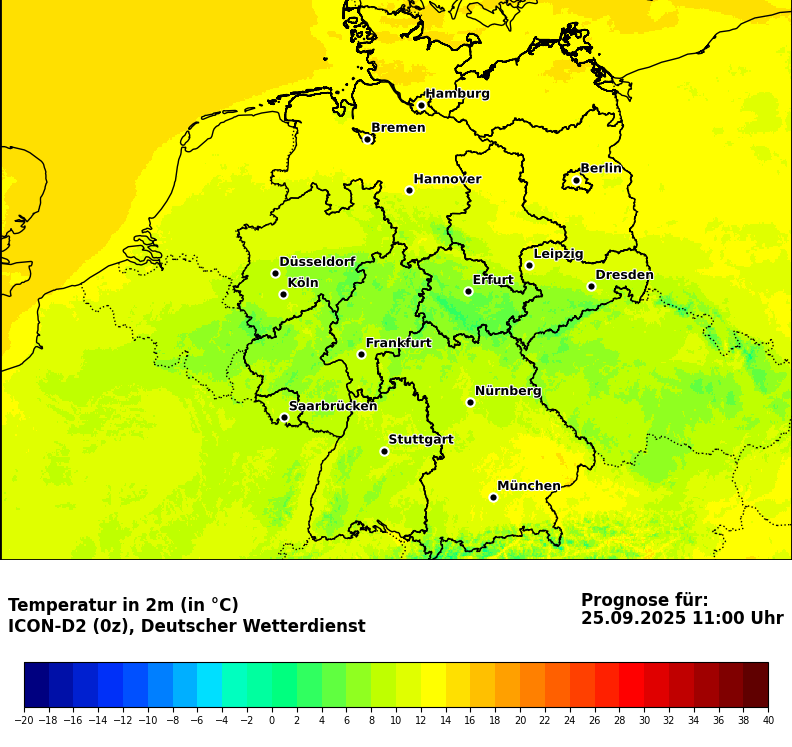 Hamburg
Bremen
Berlin
Hannover
Leipzig
Düsseldorf
Dresden
Köln
Erfurt
Frankfurt
Nürnberg
Saarbrücken
Stuttgart
München
Temperatur in 2m (in °C)
ICON-D2 (0z), Deutscher Wetterdienst
Prognose für:
25.09.2025 11:00 Uhr
−20 −18 −16 −14 −12 −10 −8 −6 −4 −2 0 2 4 6 8 10 12 14 16 18 20 22 24 26 28 30 32 34 36 38 40